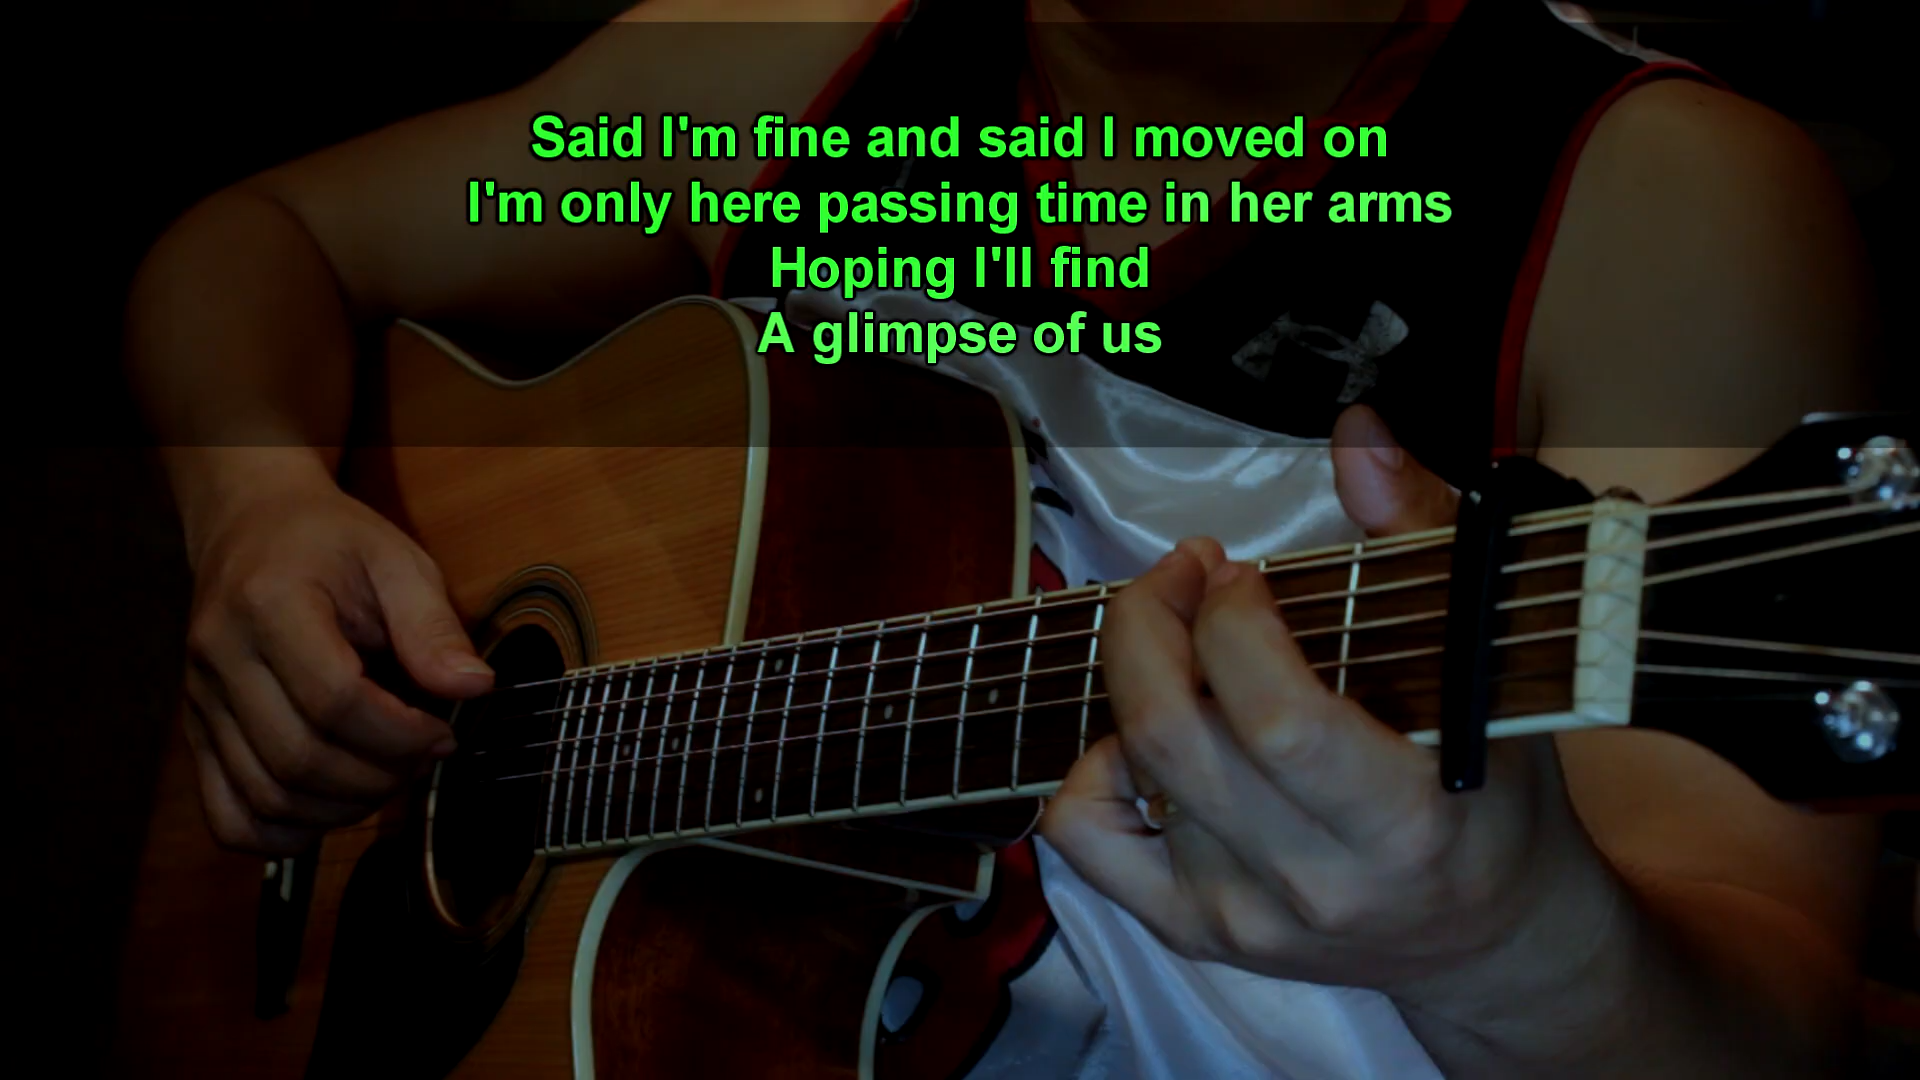 Said I'm fine and said I moved on
I'm only here passing time in her arms
Hoping I'll find
A glimpse of us